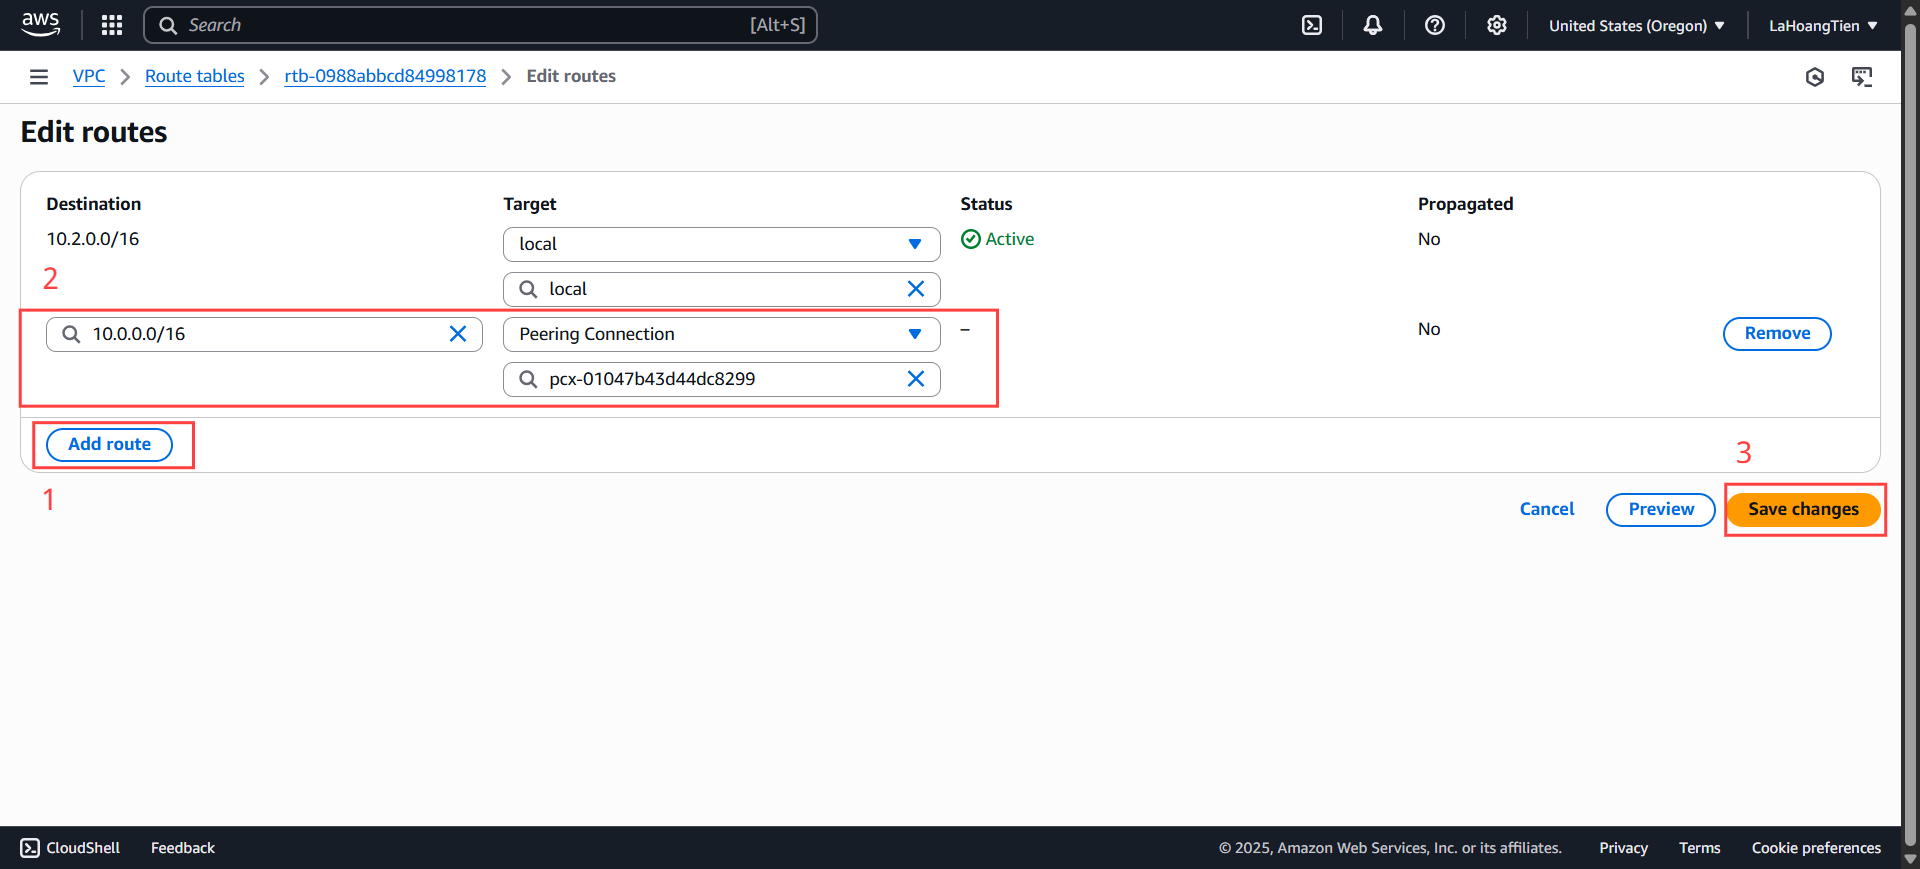 aws
Search [Alt+S]
United States (Oregon)
LaHoangTien
VPC
Route tables
rtb-0988abbcd84998178
Edit routes
Edit routes
Destination Target Status Propagated
10.2.0.0/16 local Active No
2
local
10.0.0.0/16 Peering Connection – No Remove
pcx-01047b43d44dc8299
Add route
1
3
Cancel Preview Save changes
CloudShell Feedback © 2025, Amazon Web Services, Inc. or its affiliates. Privacy Terms Cookie preferences